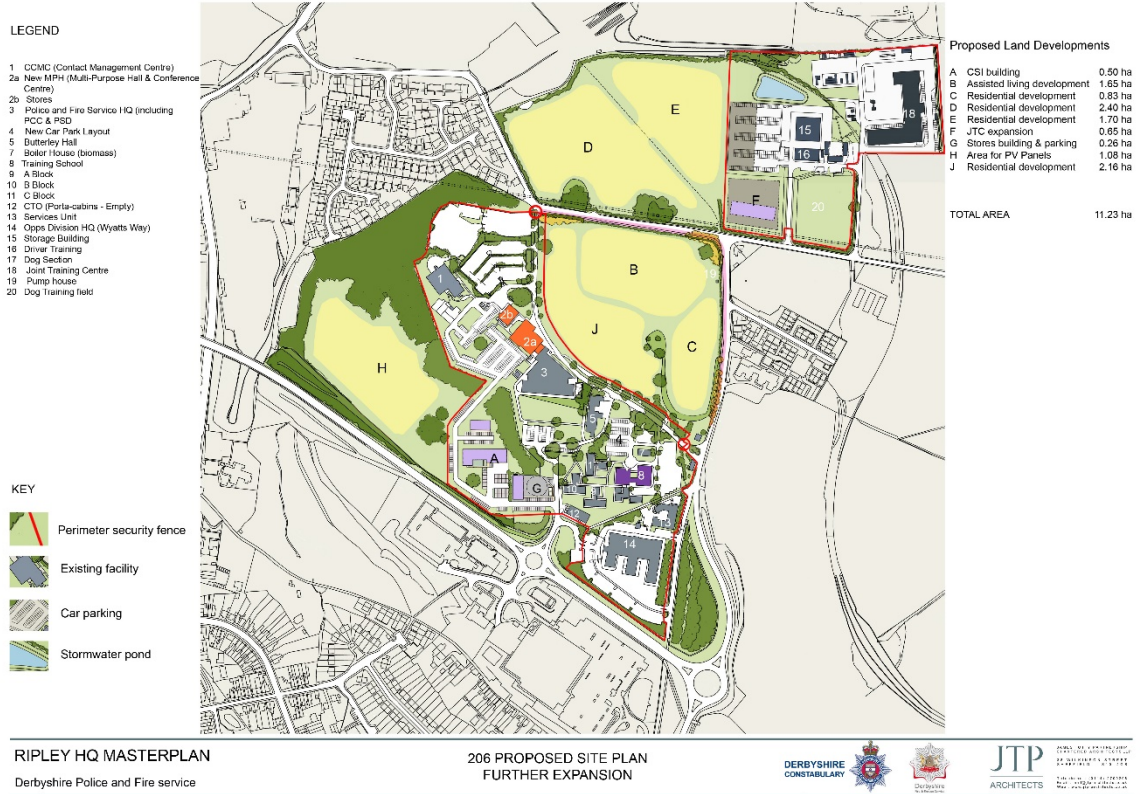 LEGEND
1 CCMC (Contact Management Centre)
2a New MPH (Multi-Purpose Hall & Conference
Centre)
2b Stores
3 Police and Fire Service HQ (including
PCC & PSD)
4 New Car Park Layout
5 Butterley Hall
7 Boiler House (biomass)
8 Training School
9 A Block
10 B Block
11 C Block
12 CTO (Porta-cabins - Empty)
13 Services Unit
14 Opps Division HQ (Wyatts Way)
15 Storage Building
16 Driver Training
17 Dog Section
18 Joint Training Centre
19 Pump house
20 Dog Training field
KEY
Perimeter security fence
Existing facility
Car parking
Stormwater pond
E
D
18
15
16
F
20
B
19
1
2b
2a
J
C
3
H
5
4
A
8
G
12
13
14
Proposed Land Developments
A CSI building 0.50 ha
B Assisted living development 1.65 ha
C Residential development 0.83 ha
D Residential development 2.40 ha
E Residential development 1.70 ha
F JTC expansion 0.65 ha
G Stores building & parking 0.26 ha
H Area for PV Panels 1.08 ha
J Residential development 2.16 ha
TOTAL AREA 11.23 ha
RIPLEY HQ MASTERPLAN
Derbyshire Police and Fire service
206 PROPOSED SITE PLAN
FURTHER EXPANSION
DERBYSHIRE
CONSTABULARY
Derbyshire
JTP
ARCHITECTS